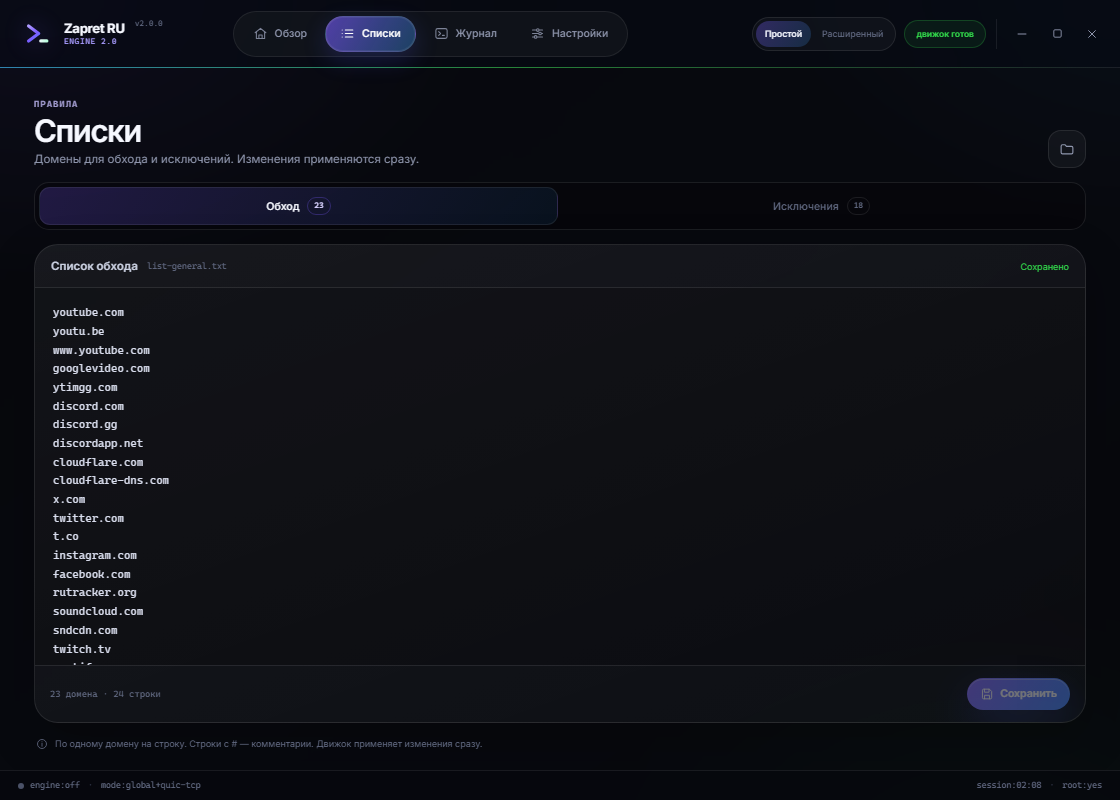 Zapret RU v2.0.0
ENGINE 2.0
Обзор
Списки
Журнал
Настройки
Простой
Расширенный
движок готов
ПРАВИЛА
Списки
Домены для обхода и исключений. Изменения применяются сразу.
Обход 23
Исключения 18
Список обхода list-general.txt
Сохранено
youtube.com
youtu.be
www.youtube.com
googlevideo.com
ytimgg.com
discord.com
discord.gg
discordapp.net
cloudflare.com
cloudflare-dns.com
x.com
twitter.com
t.co
instagram.com
facebook.com
rutracker.org
soundcloud.com
sndcdn.com
twitch.tv
23 домена · 24 строки
Сохранить
По одному домену на строку. Строки с # — комментарии. Движок применяет изменения сразу.
engine:off · mode:global+quic-tcp
session:02:08 · root:yes